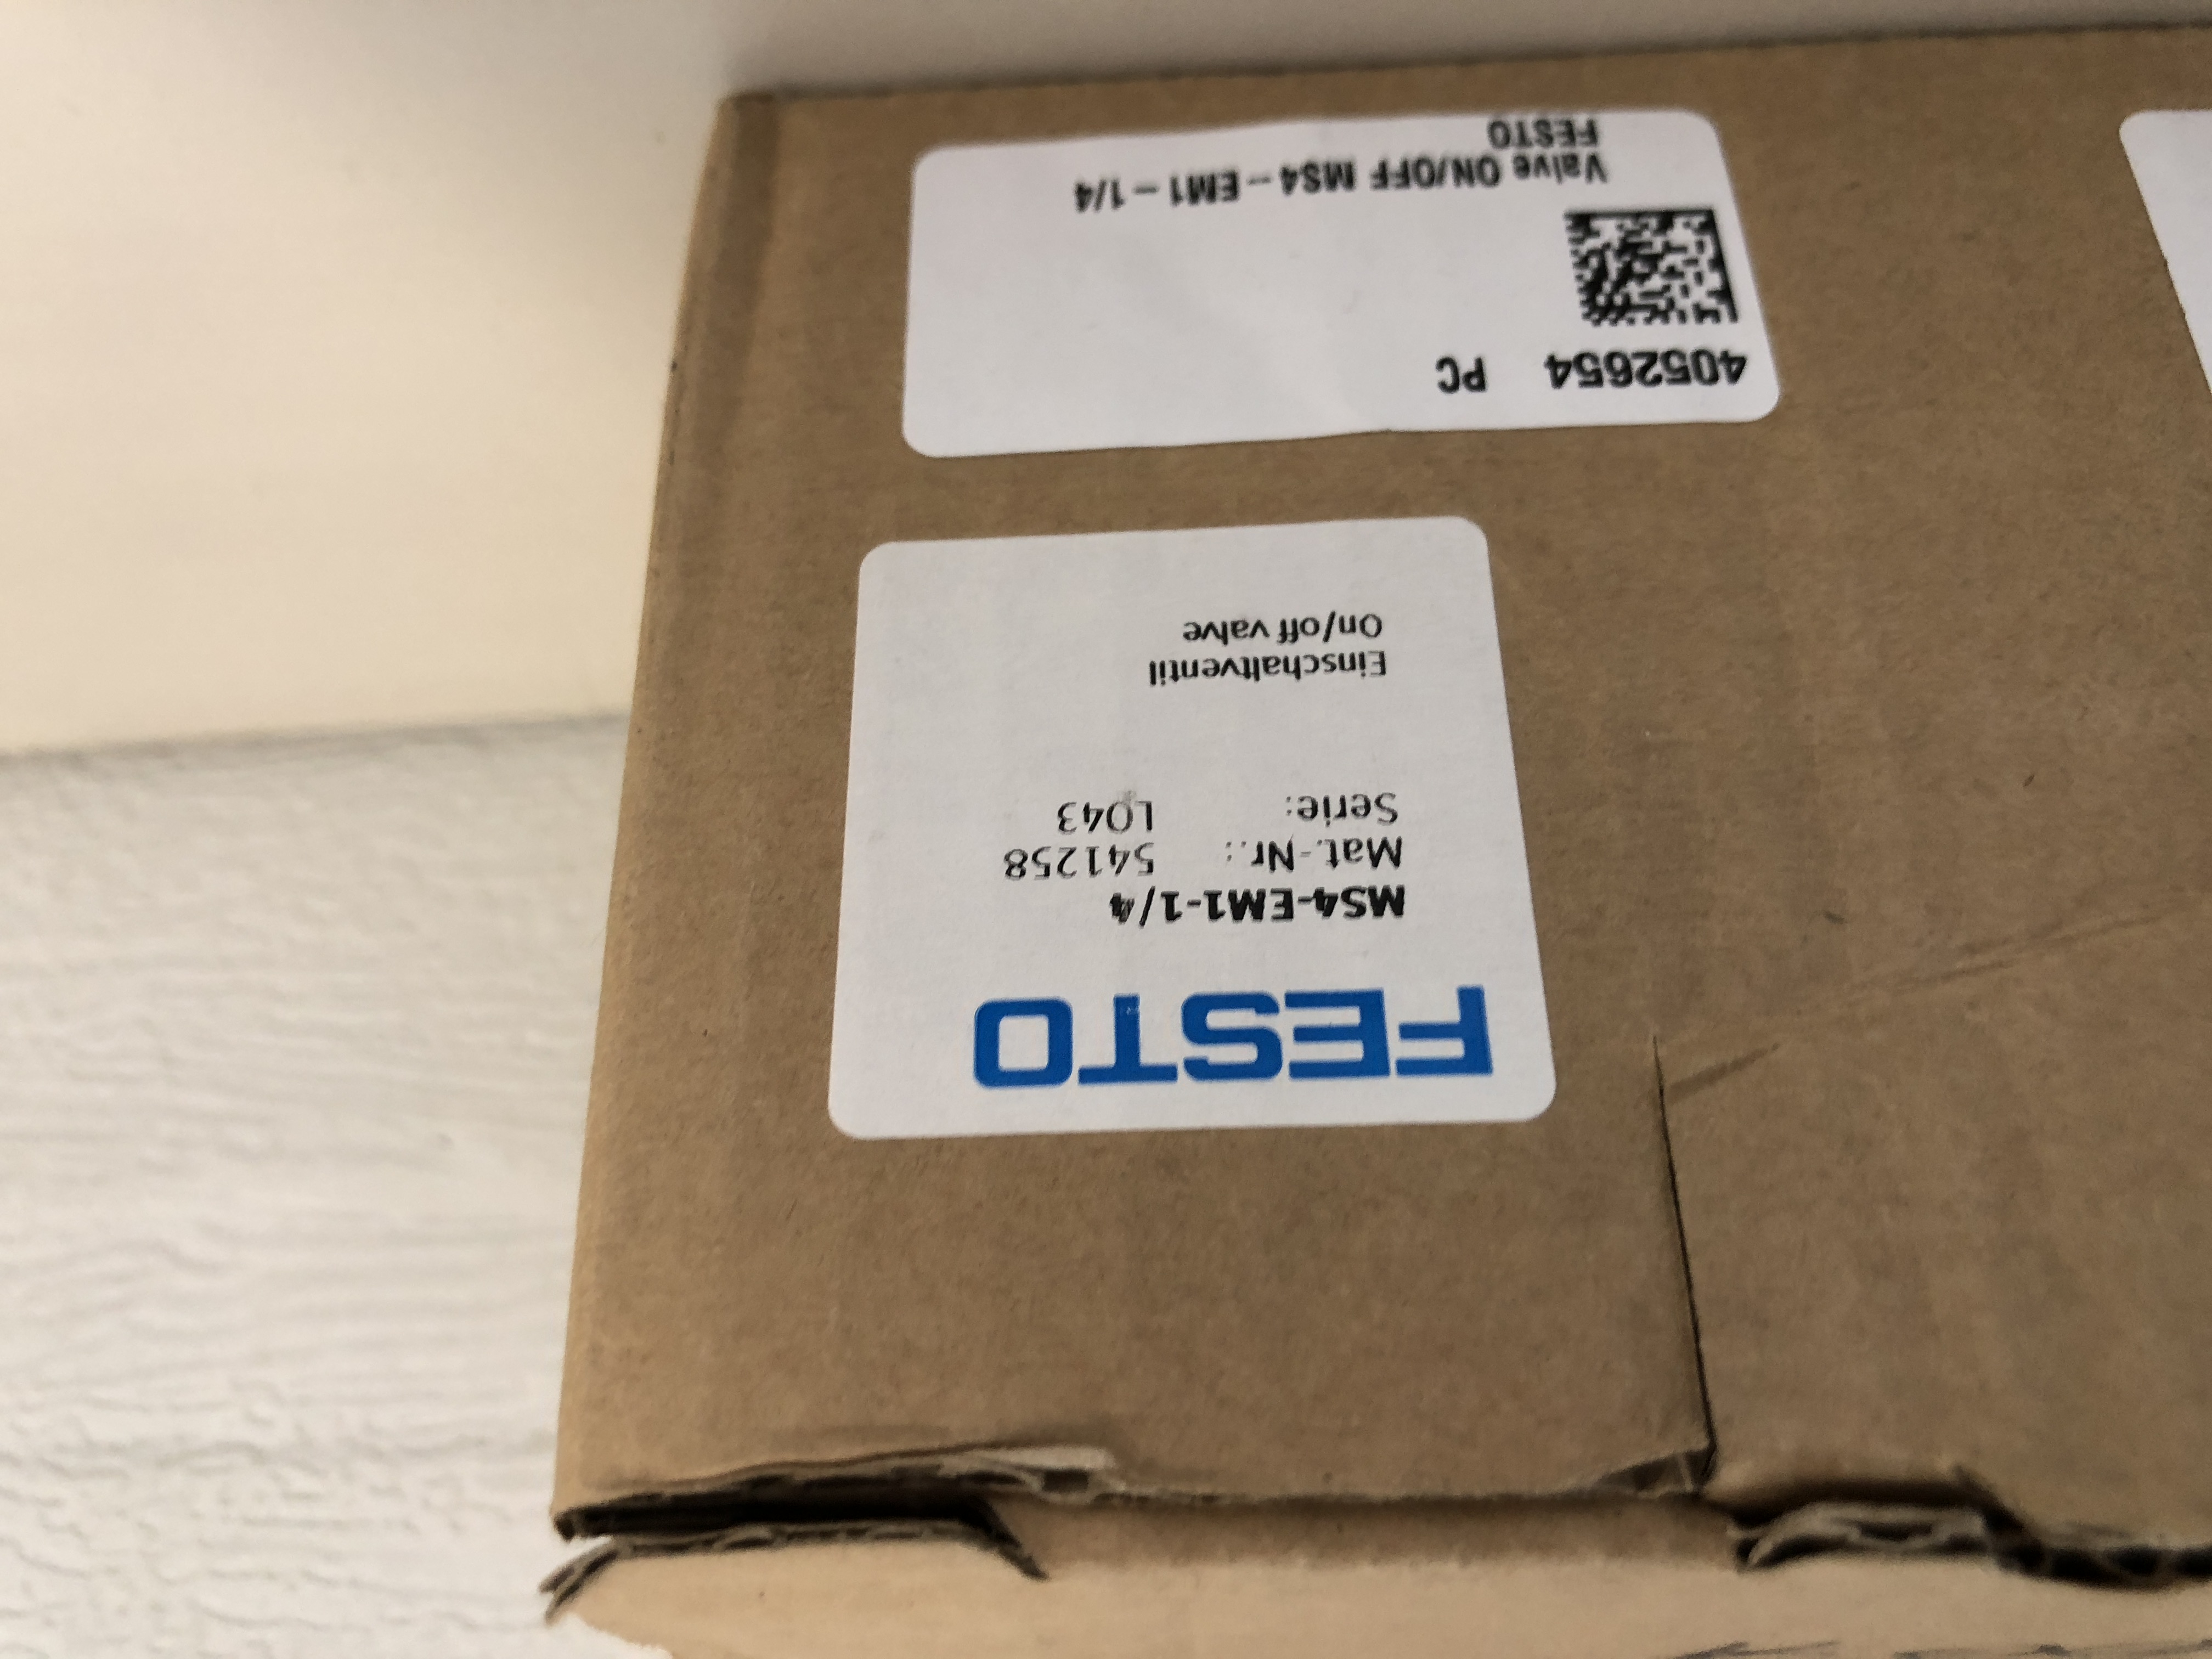 FESTO
MS4-EM1-1/4
Mat.-Nr.: 541258
Serie: LO43
Einschaltventil
On/off valve
4052654 PC
Valve ON/OFF MS4-EM1-1/4
FESTO